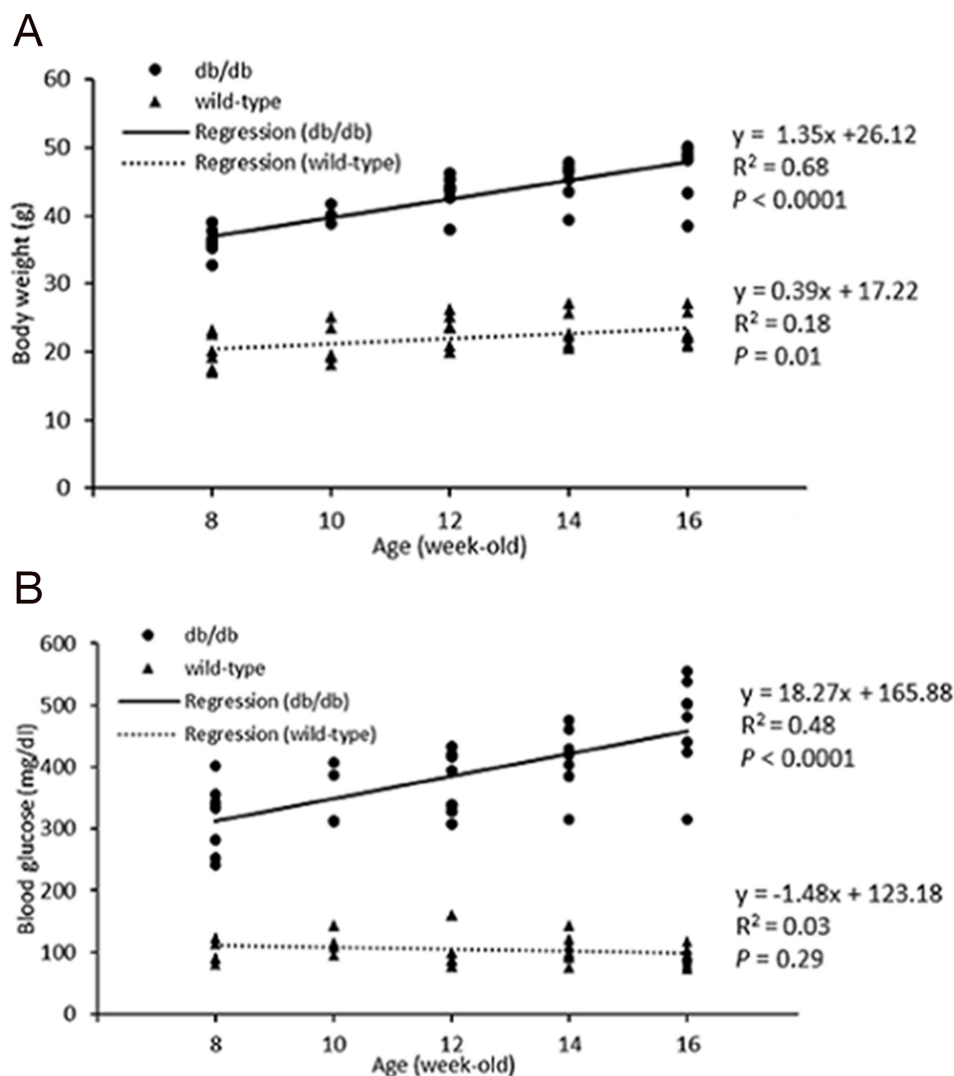 A
60
50
40
30
20
10
0
Body weight (g)
db/db
wild-type
Regression (db/db)
Regression (wild-type)
y = 1.35x +26.12
R² = 0.68
P < 0.0001
y = 0.39x + 17.22
R² = 0.18
P = 0.01
8 10 12 14 16
Age (week-old)
B
600
500
400
300
200
100
0
Blood glucose (mg/dl)
db/db
wild-type
Regression (db/db)
Regression (wild-type)
y = 18.27x + 165.88
R² = 0.48
P < 0.0001
y = -1.48x + 123.18
R² = 0.03
P = 0.29
8 10 12 14 16
Age (week-old)